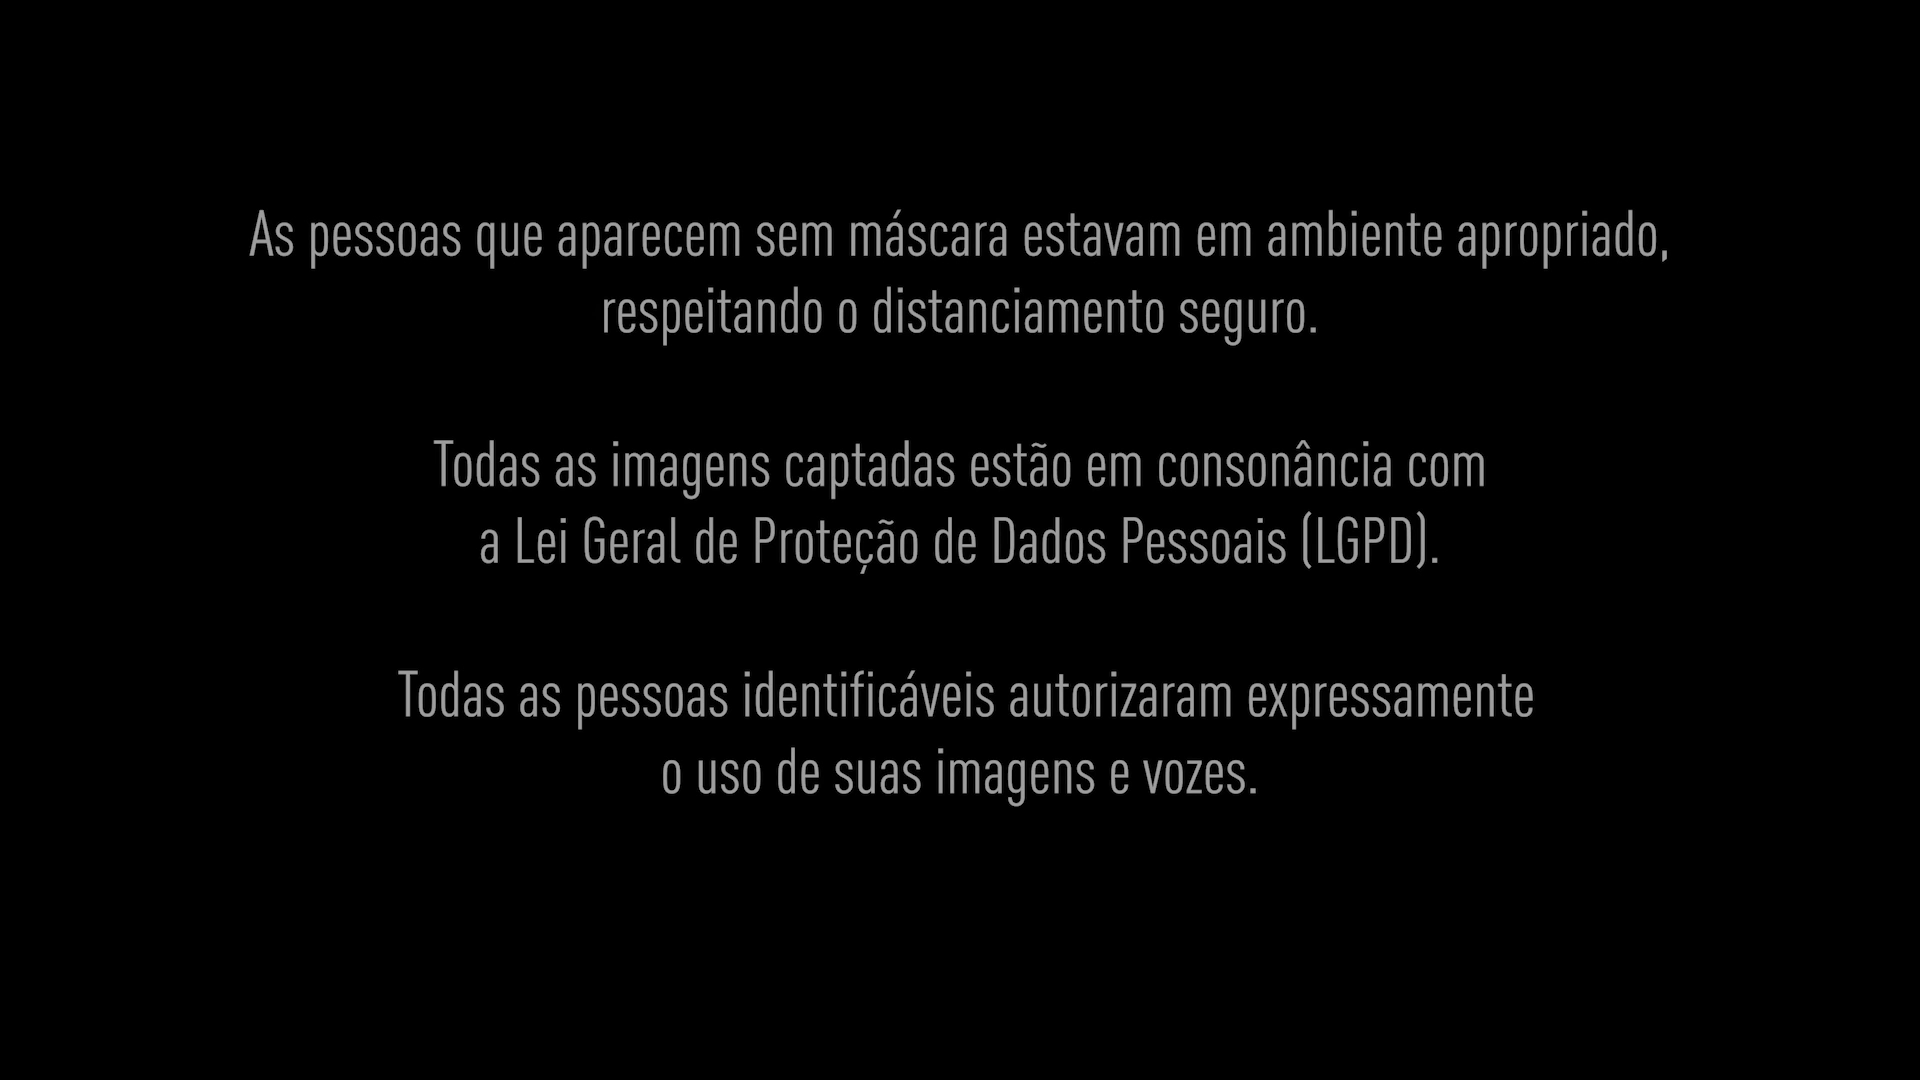 As pessoas que aparecem sem máscara estavam em ambiente apropriado,
respeitando o distanciamento seguro.
Todas as imagens captadas estão em consonância com
a Lei Geral de Proteção de Dados Pessoais (LGPD).
Todas as pessoas identificáveis autorizaram expressamente
o uso de suas imagens e vozes.